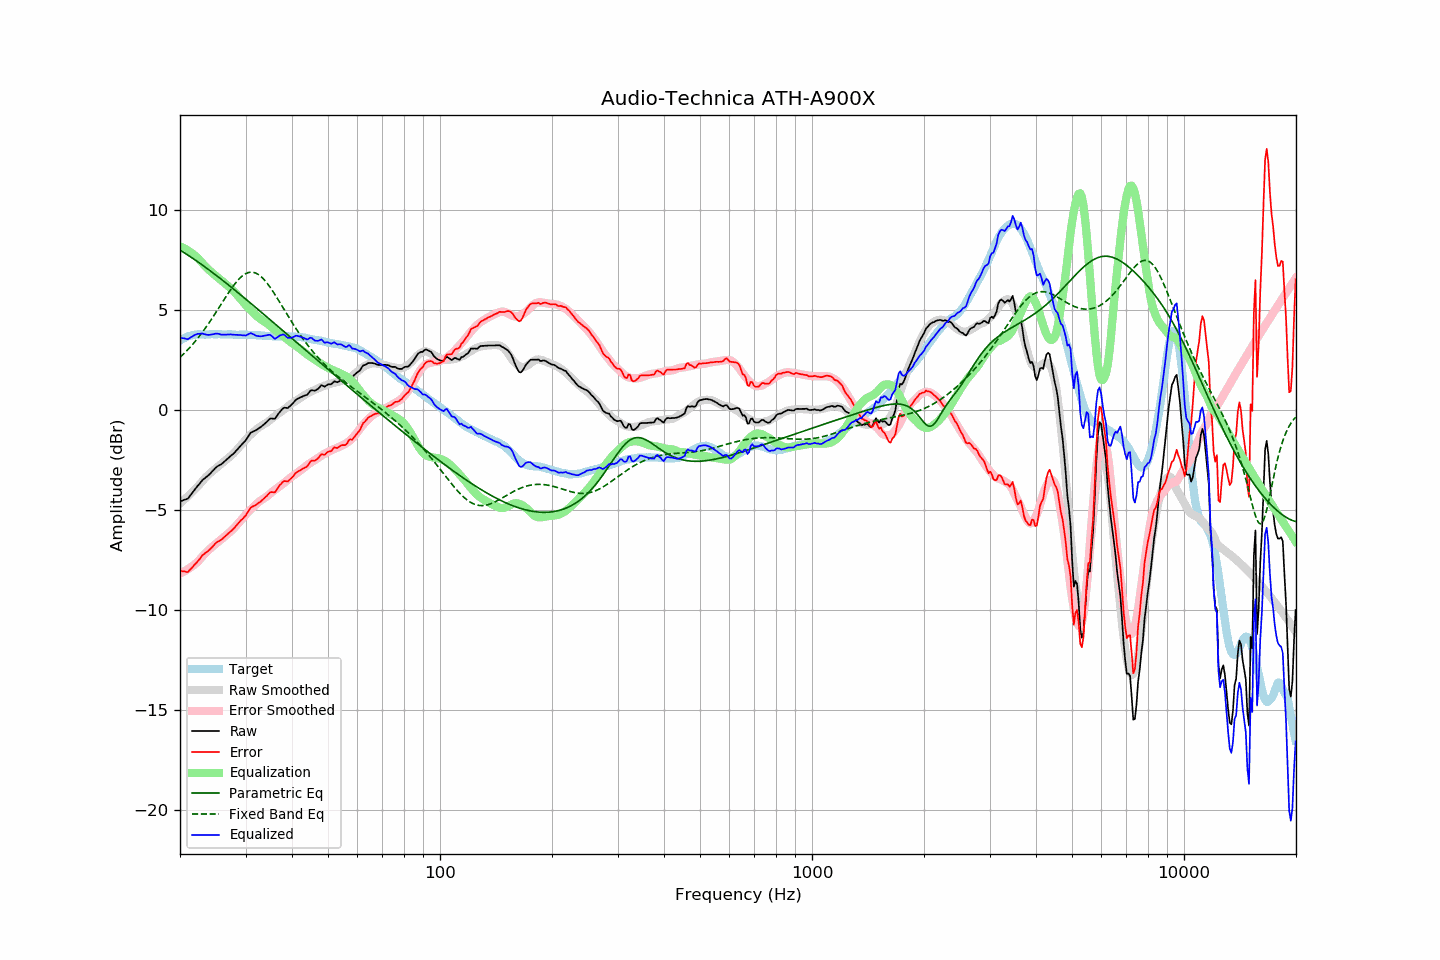 Audio-Technica ATH-A900X
Amplitude (dBr)
10
5
0
−5
−10
−15
−20
Target
Raw Smoothed
Error Smoothed
Raw
Error
Equalization
Parametric Eq
Fixed Band Eq
Equalized
100
1000
10000
Frequency (Hz)